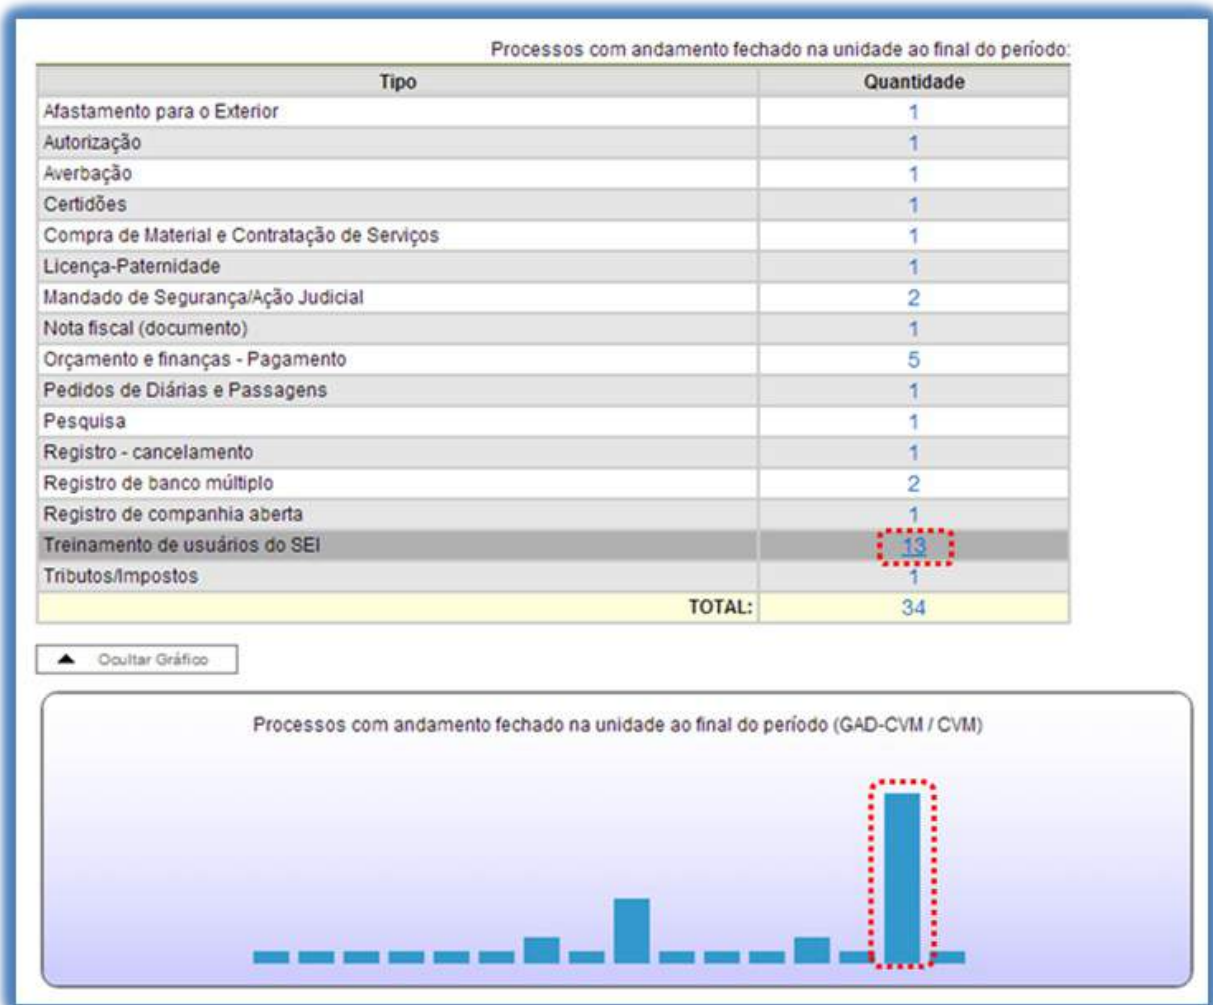 Processos com andamento fechado na unidade ao final do período:
Tipo Quantidade
Afastamento para o Exterior 1
Autorização 1
Averbação 1
Certidões 1
Compra de Material e Contratação de Serviços 1
Licença-Paternidade 1
Mandado de Segurança/Ação Judicial 2
Nota fiscal (documento) 1
Orçamento e finanças - Pagamento 5
Pedidos de Diárias e Passagens 1
Pesquisa 1
Registro - cancelamento 1
Registro de banco múltiplo 2
Registro de companhia aberta 1
Treinamento de usuários do SEI 13
Tributos/Impostos 1
TOTAL: 34
Ocultar Gráfico
Processos com andamento fechado na unidade ao final do período (GAD-CVM / CVM)